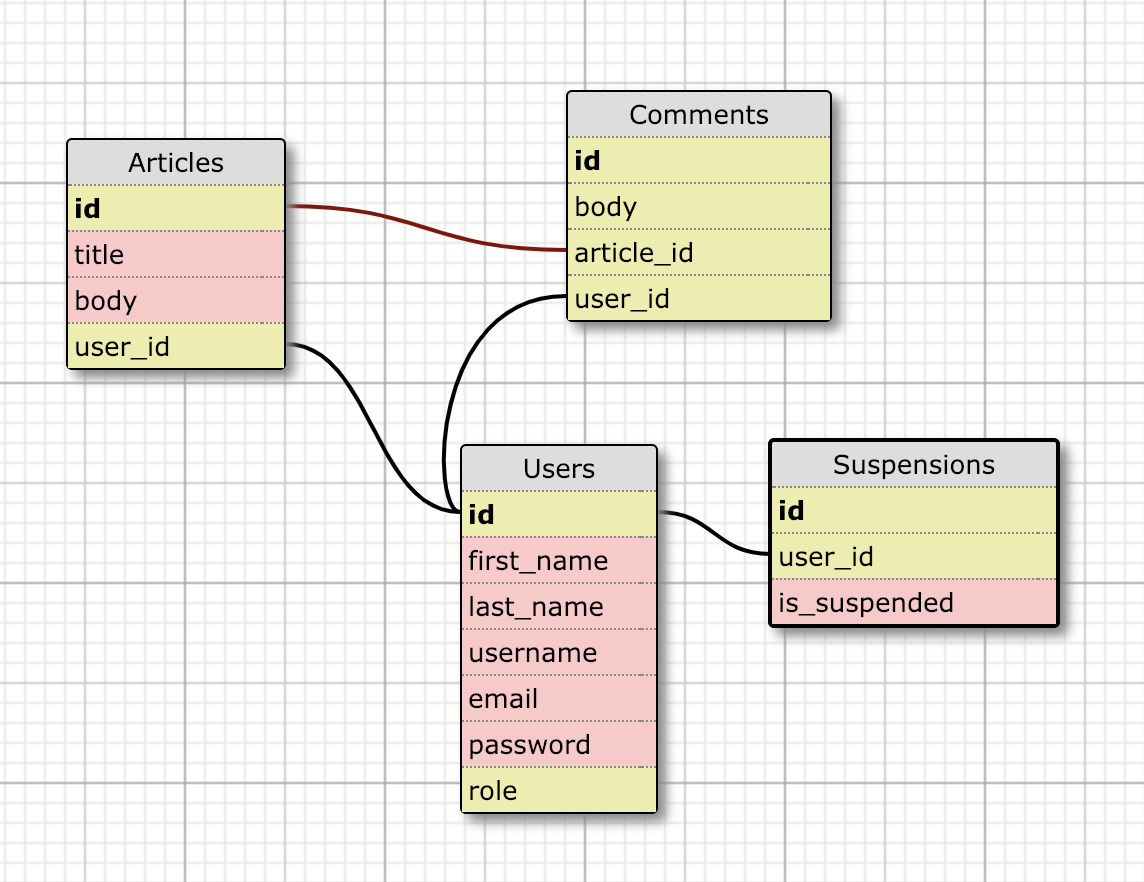 Articles
id
title
body
user_id
Comments
id
body
article_id
user_id
Users
id
first_name
last_name
username
email
password
role
Suspensions
id
user_id
is_suspended